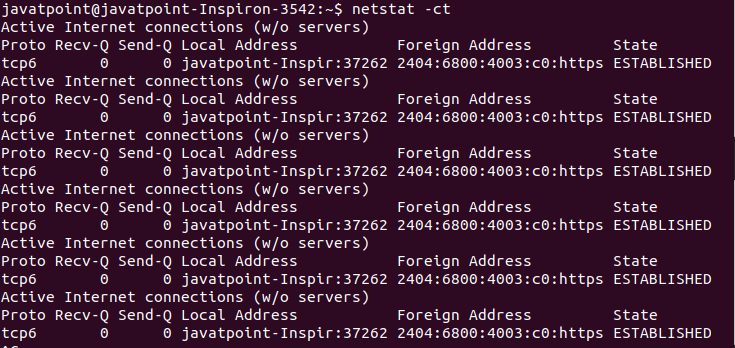 javatpoint@javatpoint-Inspiron-3542:~$ netstat -ct
Active Internet connections (w/o servers)
Proto Recv-Q Send-Q Local Address           Foreign Address         State
tcp6       0      0 javatpoint-Inspir:37262 2404:6800:4003:c0:https ESTABLISHED
Active Internet connections (w/o servers)
Proto Recv-Q Send-Q Local Address           Foreign Address         State
tcp6       0      0 javatpoint-Inspir:37262 2404:6800:4003:c0:https ESTABLISHED
Active Internet connections (w/o servers)
Proto Recv-Q Send-Q Local Address           Foreign Address         State
tcp6       0      0 javatpoint-Inspir:37262 2404:6800:4003:c0:https ESTABLISHED
Active Internet connections (w/o servers)
Proto Recv-Q Send-Q Local Address           Foreign Address         State
tcp6       0      0 javatpoint-Inspir:37262 2404:6800:4003:c0:https ESTABLISHED
Active Internet connections (w/o servers)
Proto Recv-Q Send-Q Local Address           Foreign Address         State
tcp6       0      0 javatpoint-Inspir:37262 2404:6800:4003:c0:https ESTABLISHED
Active Internet connections (w/o servers)
Proto Recv-Q Send-Q Local Address           Foreign Address         State
tcp6       0      0 javatpoint-Inspir:37262 2404:6800:4003:c0:https ESTABLISHED